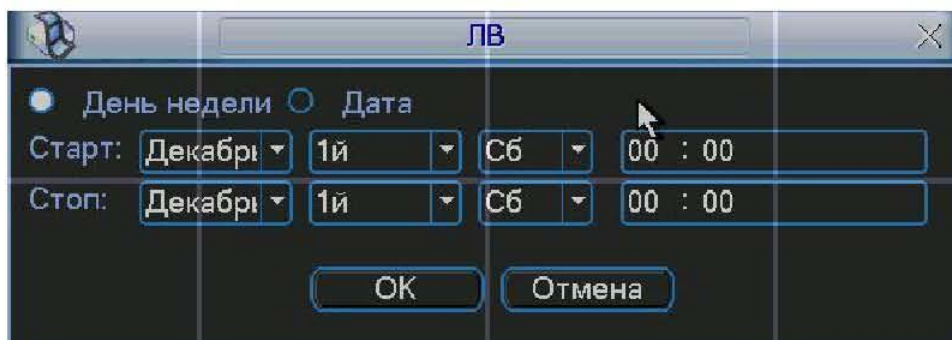 ЛВ
День недели Дата
Старт: Декабрь 1й Сб 00 : 00
Стоп: Декабрь 1й Сб 00 : 00
OK Отмена